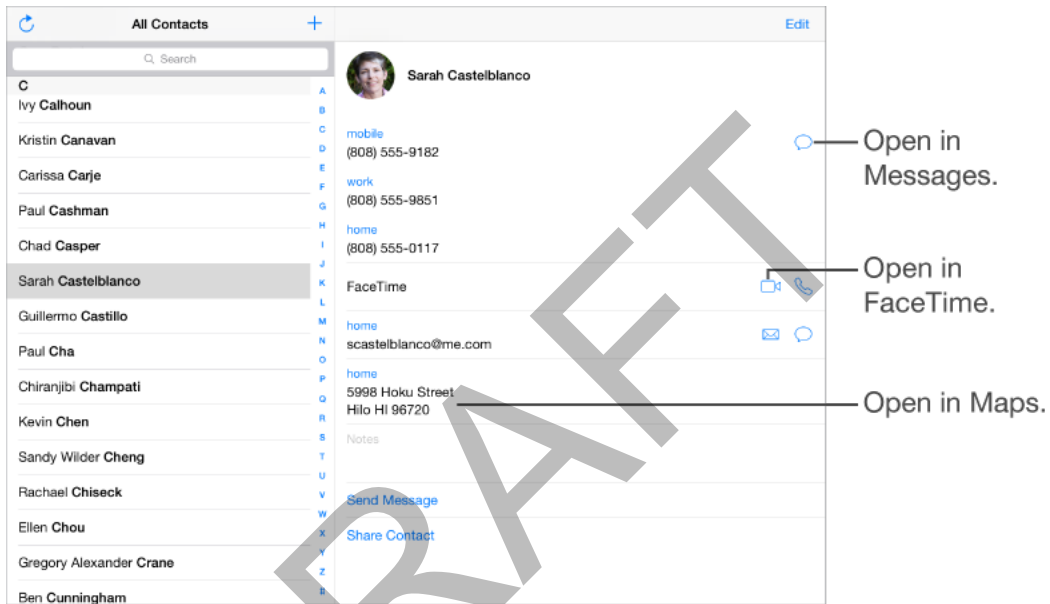 All Contacts
+
Edit
Search
C
Ivy Calhoun
Kristin Canavan
Carissa Carje
Paul Cashman
Chad Casper
Sarah Castelblanco
Guillermo Castillo
Paul Cha
Chiranjibi Champati
Kevin Chen
Sandy Wilder Cheng
Rachael Chiseck
Ellen Chou
Gregory Alexander Crane
Ben Cunningham
A
B
C
D
E
F
G
H
I
J
K
L
M
N
O
P
Q
R
S
T
U
V
W
X
Y
Z
#
Sarah Castelblanco
mobile
(808) 555-9182
work
(808) 555-9851
home
(808) 555-0117
FaceTime
home
scastelblanco@me.com
home
5998 Hoku Street
Hilo HI 96720
Notes
Send Message
Share Contact
Open in
Messages.
Open in
FaceTime.
Open in Maps.
DRAFT